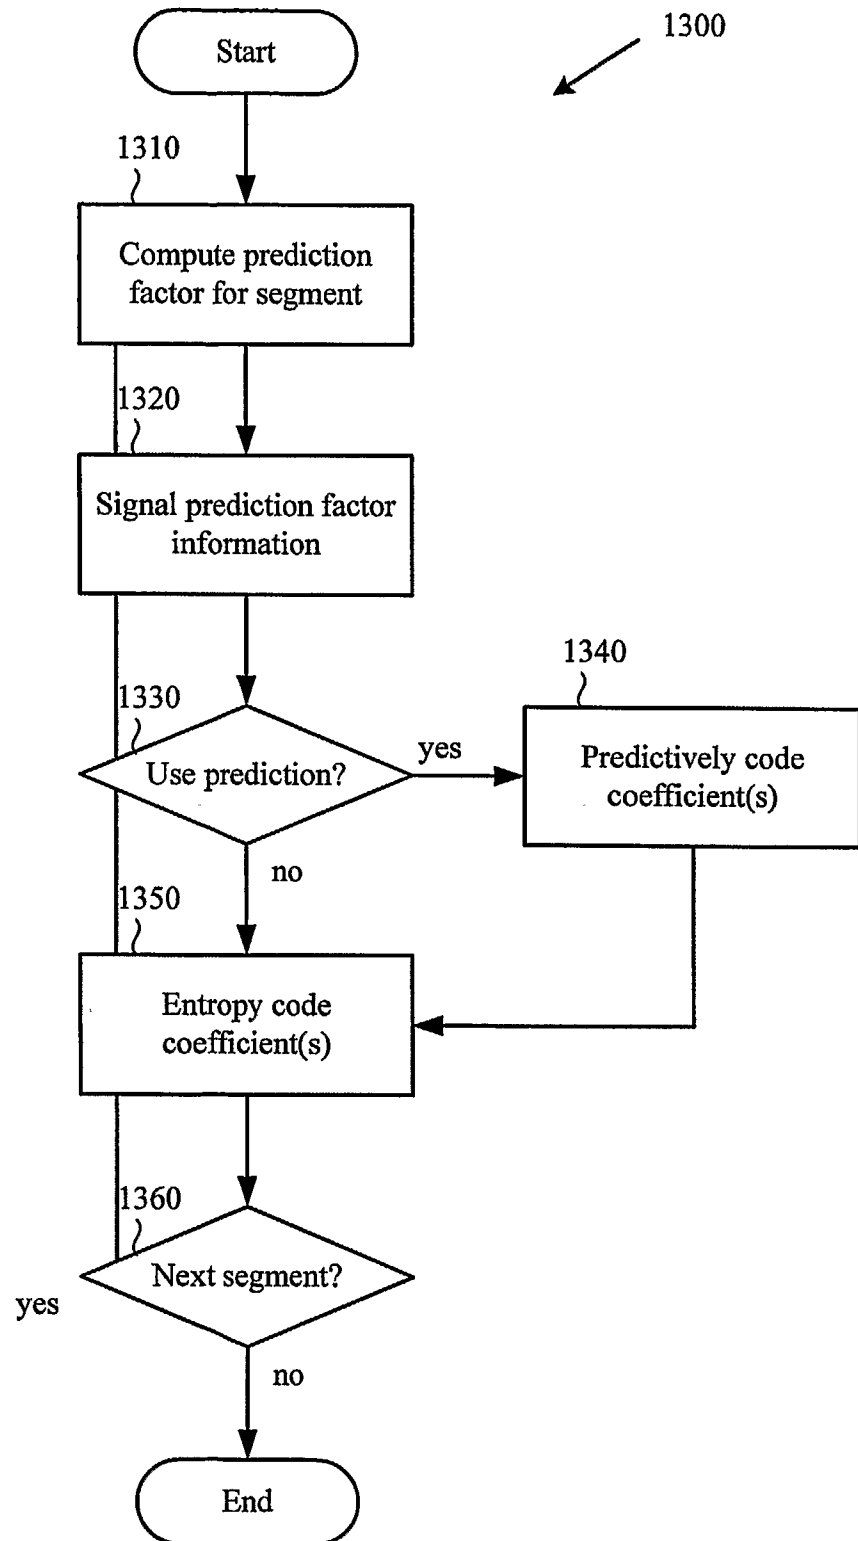 1300
Start
1310
Compute prediction
factor for segment
1320
Signal prediction factor
information
1330
Use prediction?
yes
1340
Predictively code
coefficient(s)
no
1350
Entropy code
coefficient(s)
1360
Next segment?
yes
no
End